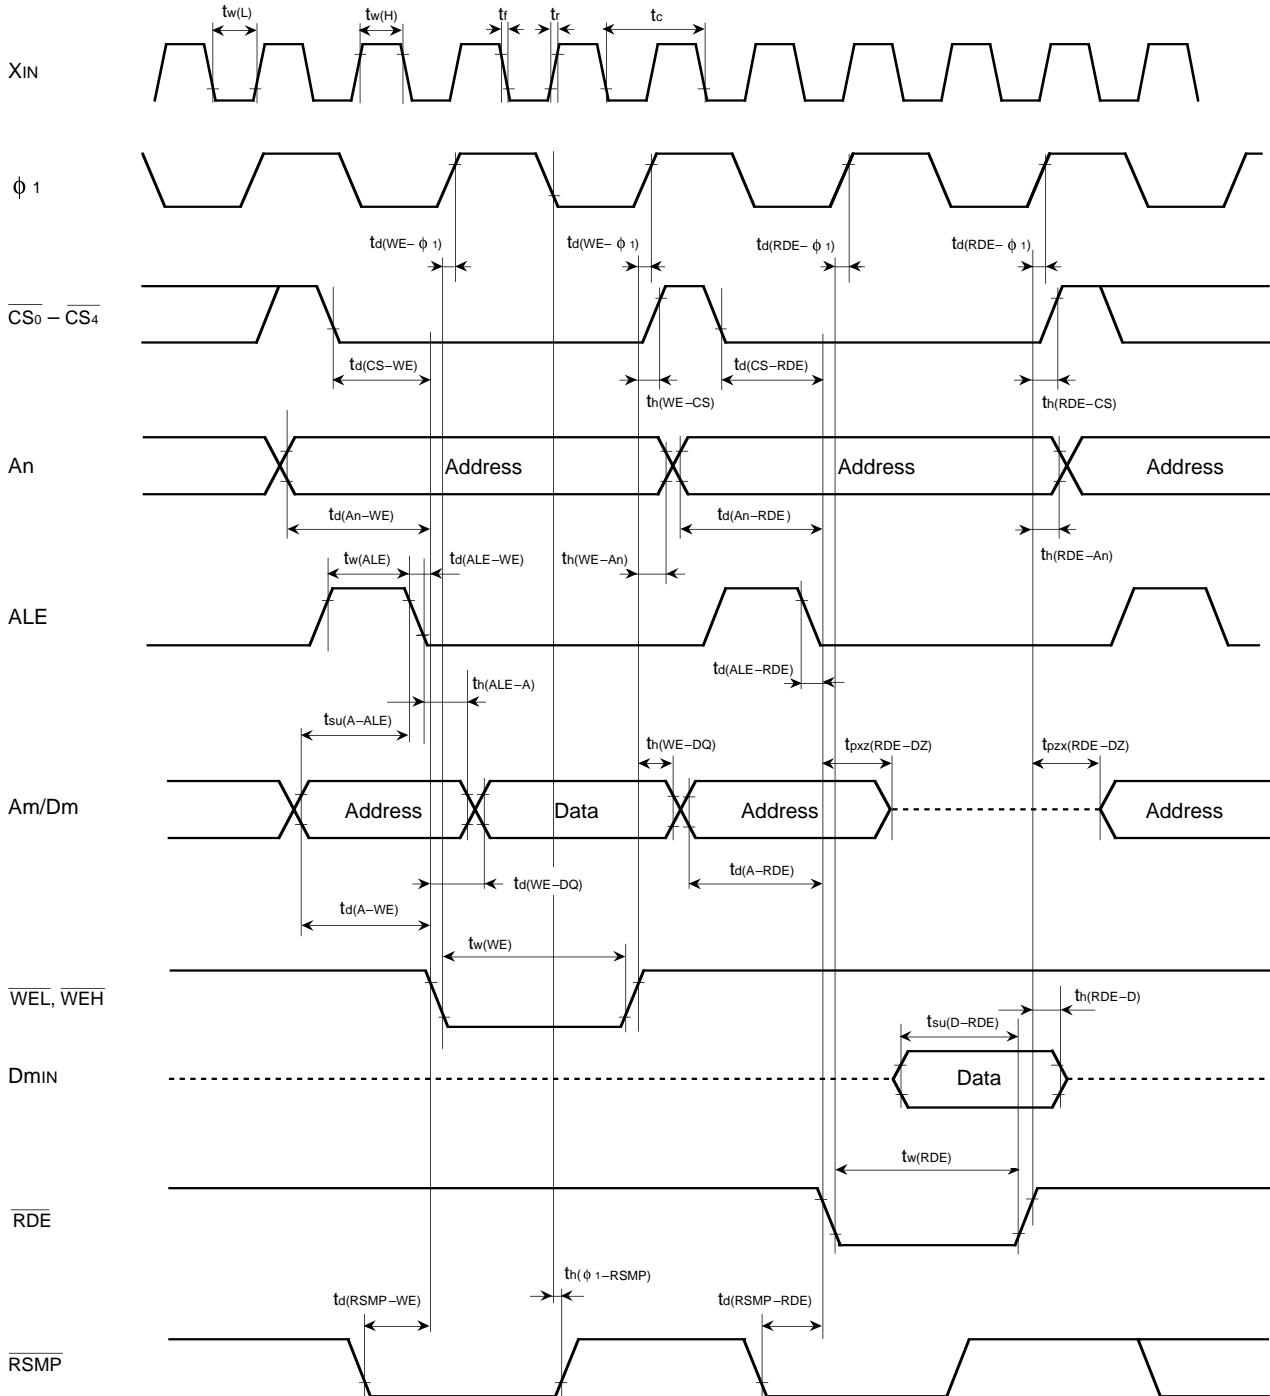 tw(L) tw(H) tf tr tc
XIN
ϕ 1
td(WE– ϕ 1) td(WE– ϕ 1) td(RDE– ϕ 1) td(RDE– ϕ 1)
CS0 – CS4
td(CS–WE) td(CS–RDE)
th(WE–CS) th(RDE–CS)
An Address Address Address
td(An–WE) td(An–RDE)
tw(ALE) td(ALE–WE) th(WE–An) th(RDE–An)
ALE
td(ALE–RDE)
th(ALE–A)
tsu(A–ALE)
th(WE–DQ) tpxz(RDE–DZ) tpzx(RDE–DZ)
Am/Dm Address Data Address Address
td(WE–DQ) td(A–RDE)
td(A–WE)
tw(WE)
WEL, WEH
th(RDE–D)
tsu(D–RDE)
DmIN Data
tw(RDE)
RDE
th(ϕ 1–RSMP)
td(RSMP–WE) td(RSMP–RDE)
RSMP